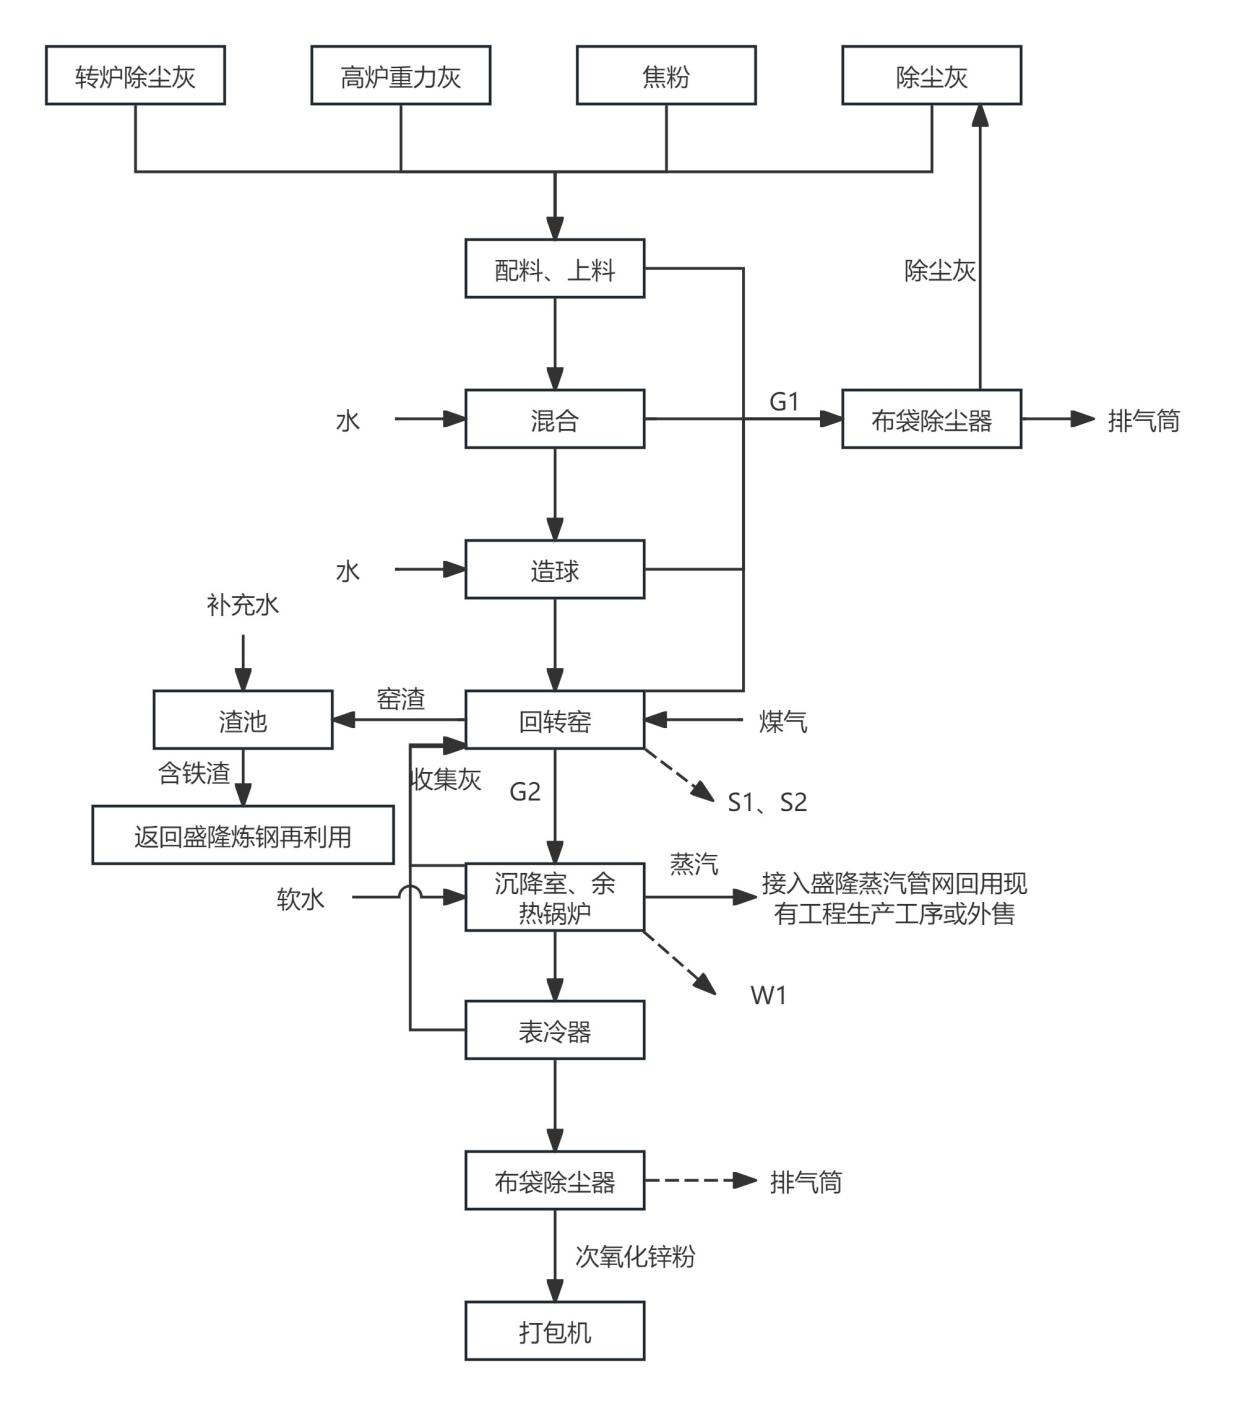 转炉除尘灰
高炉重力灰
焦粉
除尘灰
配料、上料
除尘灰
水
混合
G1
布袋除尘器
排气筒
水
造球
补充水
渣池
窑渣
回转窑
煤气
含铁渣
收集灰
G2
S1、S2
返回盛隆炼钢再利用
软水
沉降室、余
热锅炉
蒸汽
接入盛隆蒸汽管网回用现
有工程生产工序或外售
W1
表冷器
布袋除尘器
排气筒
次氧化锌粉
打包机